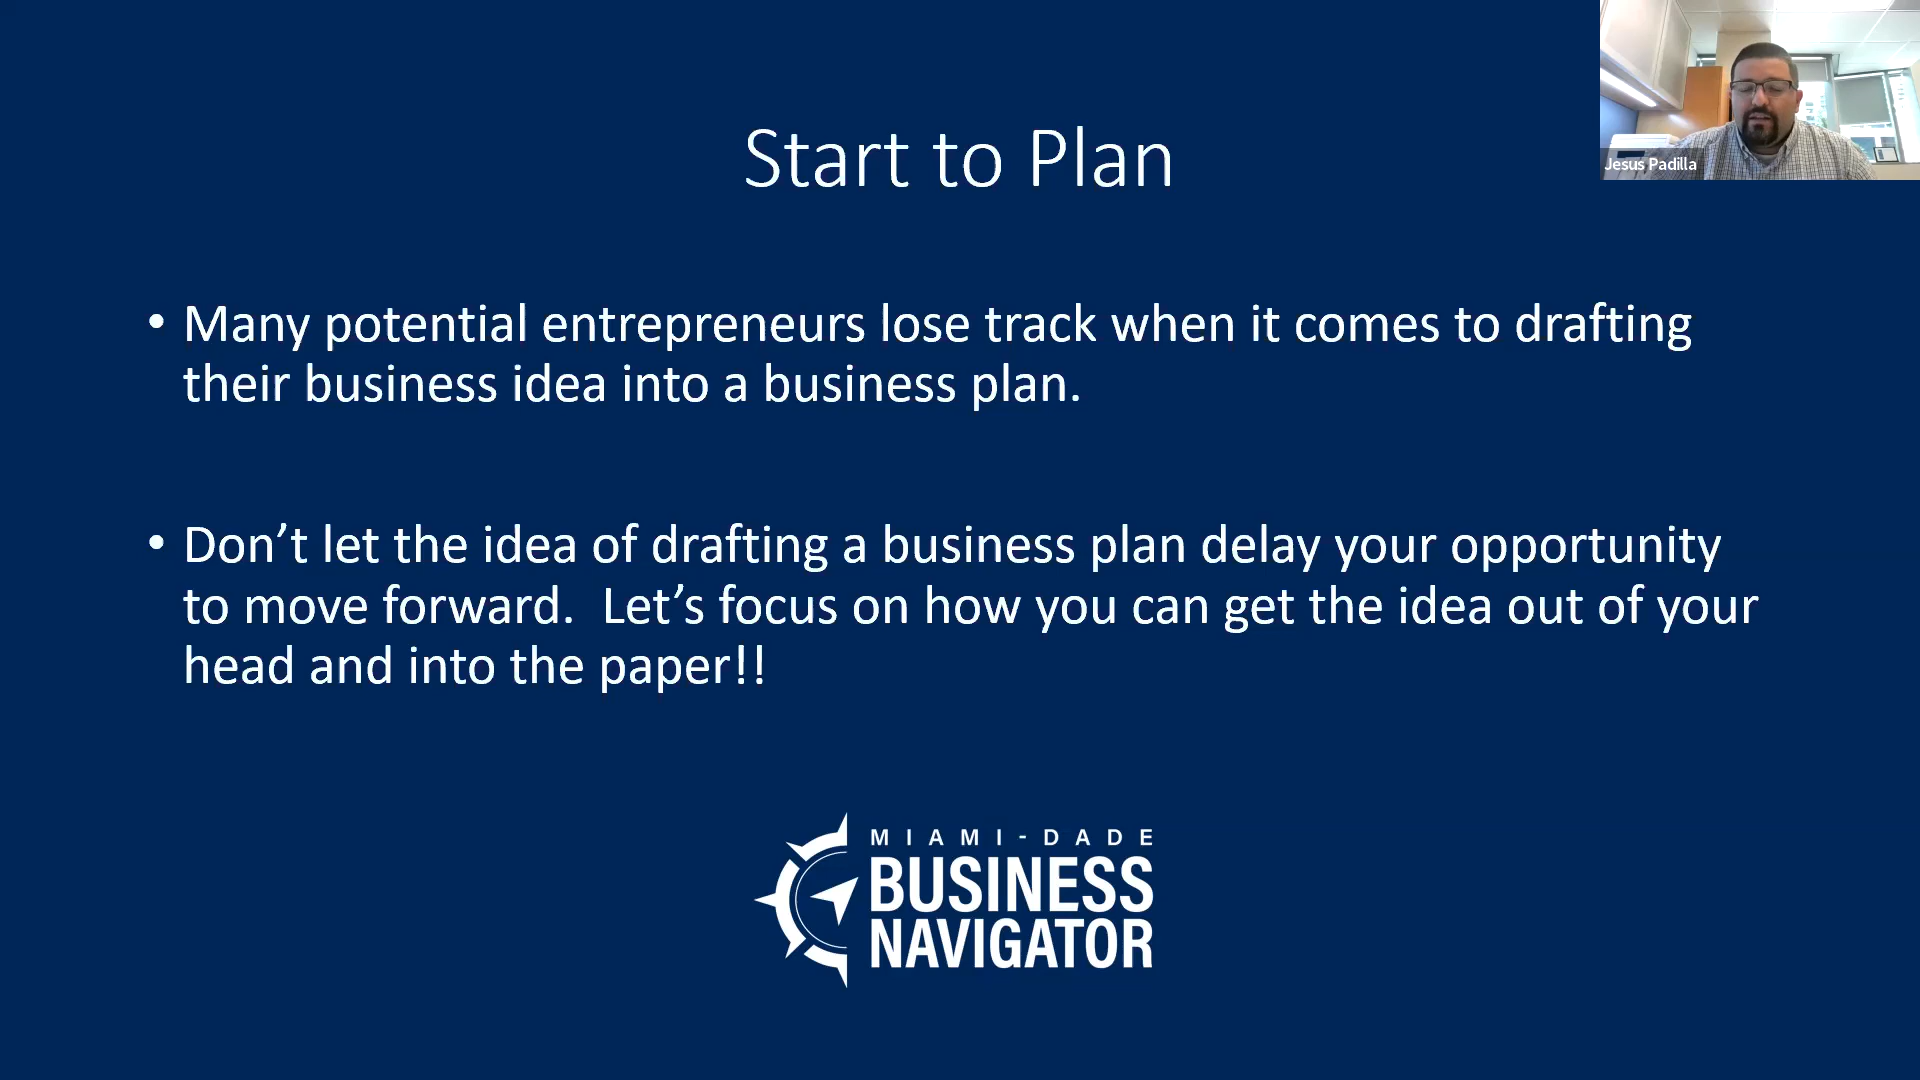 Start to Plan
Jesus Padilla
• Many potential entrepreneurs lose track when it comes to drafting
their business idea into a business plan.
• Don’t let the idea of drafting a business plan delay your opportunity
to move forward.  Let’s focus on how you can get the idea out of your
head and into the paper!!
MIAMI-DADE
BUSINESS
NAVIGATOR